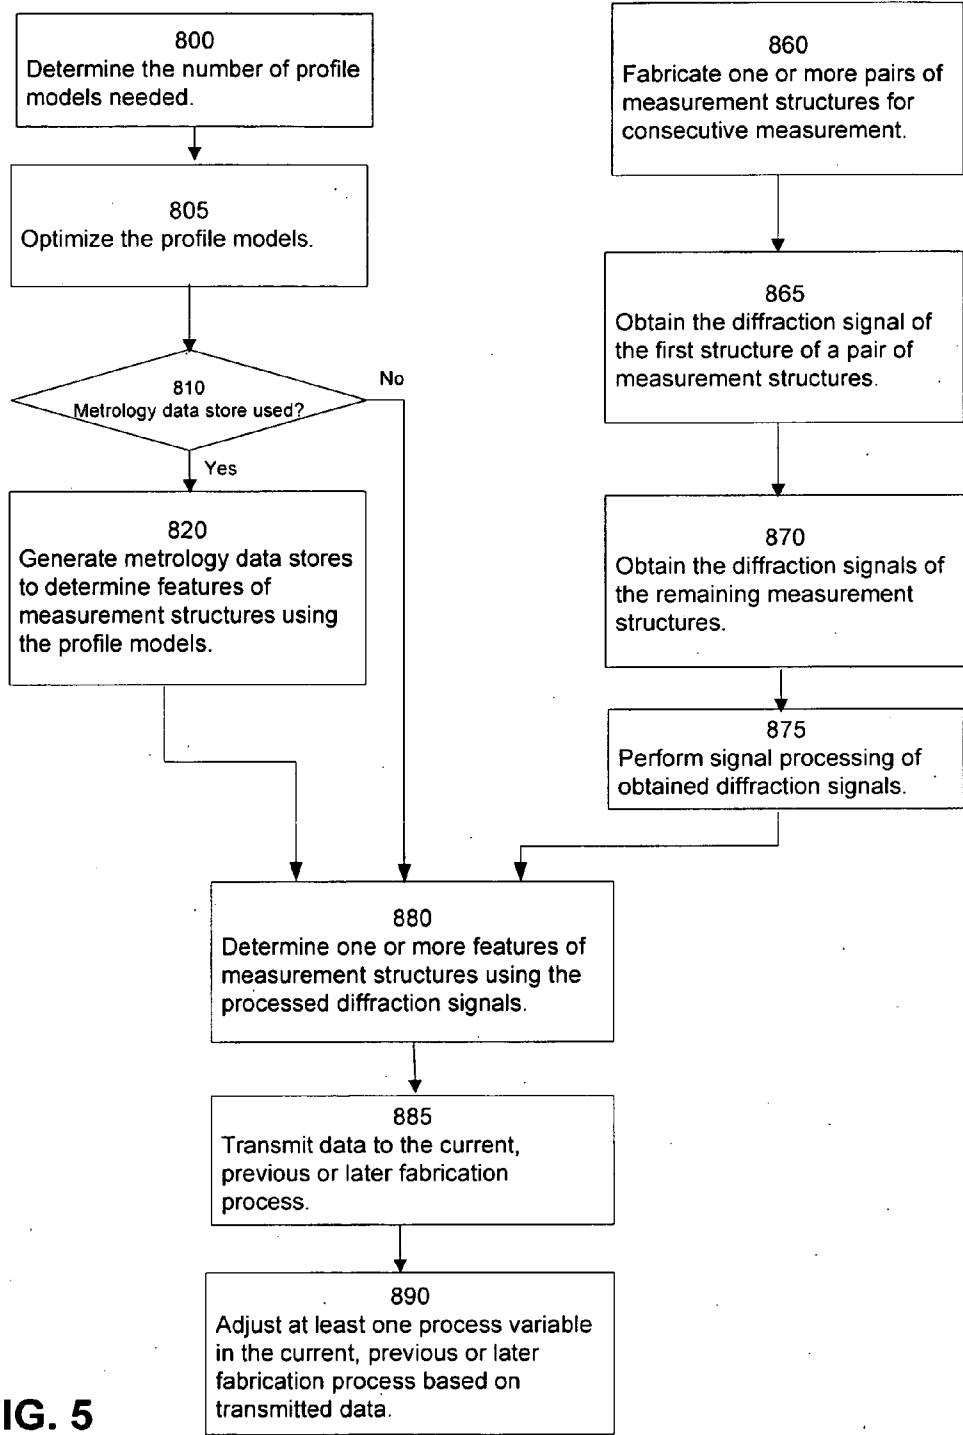 800
Determine the number of profile
models needed.
805
Optimize the profile models.
810
Metrology data store used?
No
Yes
820
Generate metrology data stores
to determine features of
measurement structures using
the profile models.
860
Fabricate one or more pairs of
measurement structures for
consecutive measurement.
865
Obtain the diffraction signal of
the first structure of a pair of
measurement structures.
870
Obtain the diffraction signals of
the remaining measurement
structures.
875
Perform signal processing of
obtained diffraction signals.
880
Determine one or more features of
measurement structures using the
processed diffraction signals.
885
Transmit data to the current,
previous or later fabrication
process.
890
Adjust at least one process variable
in the current, previous or later
fabrication process based on
transmitted data.
IG. 5